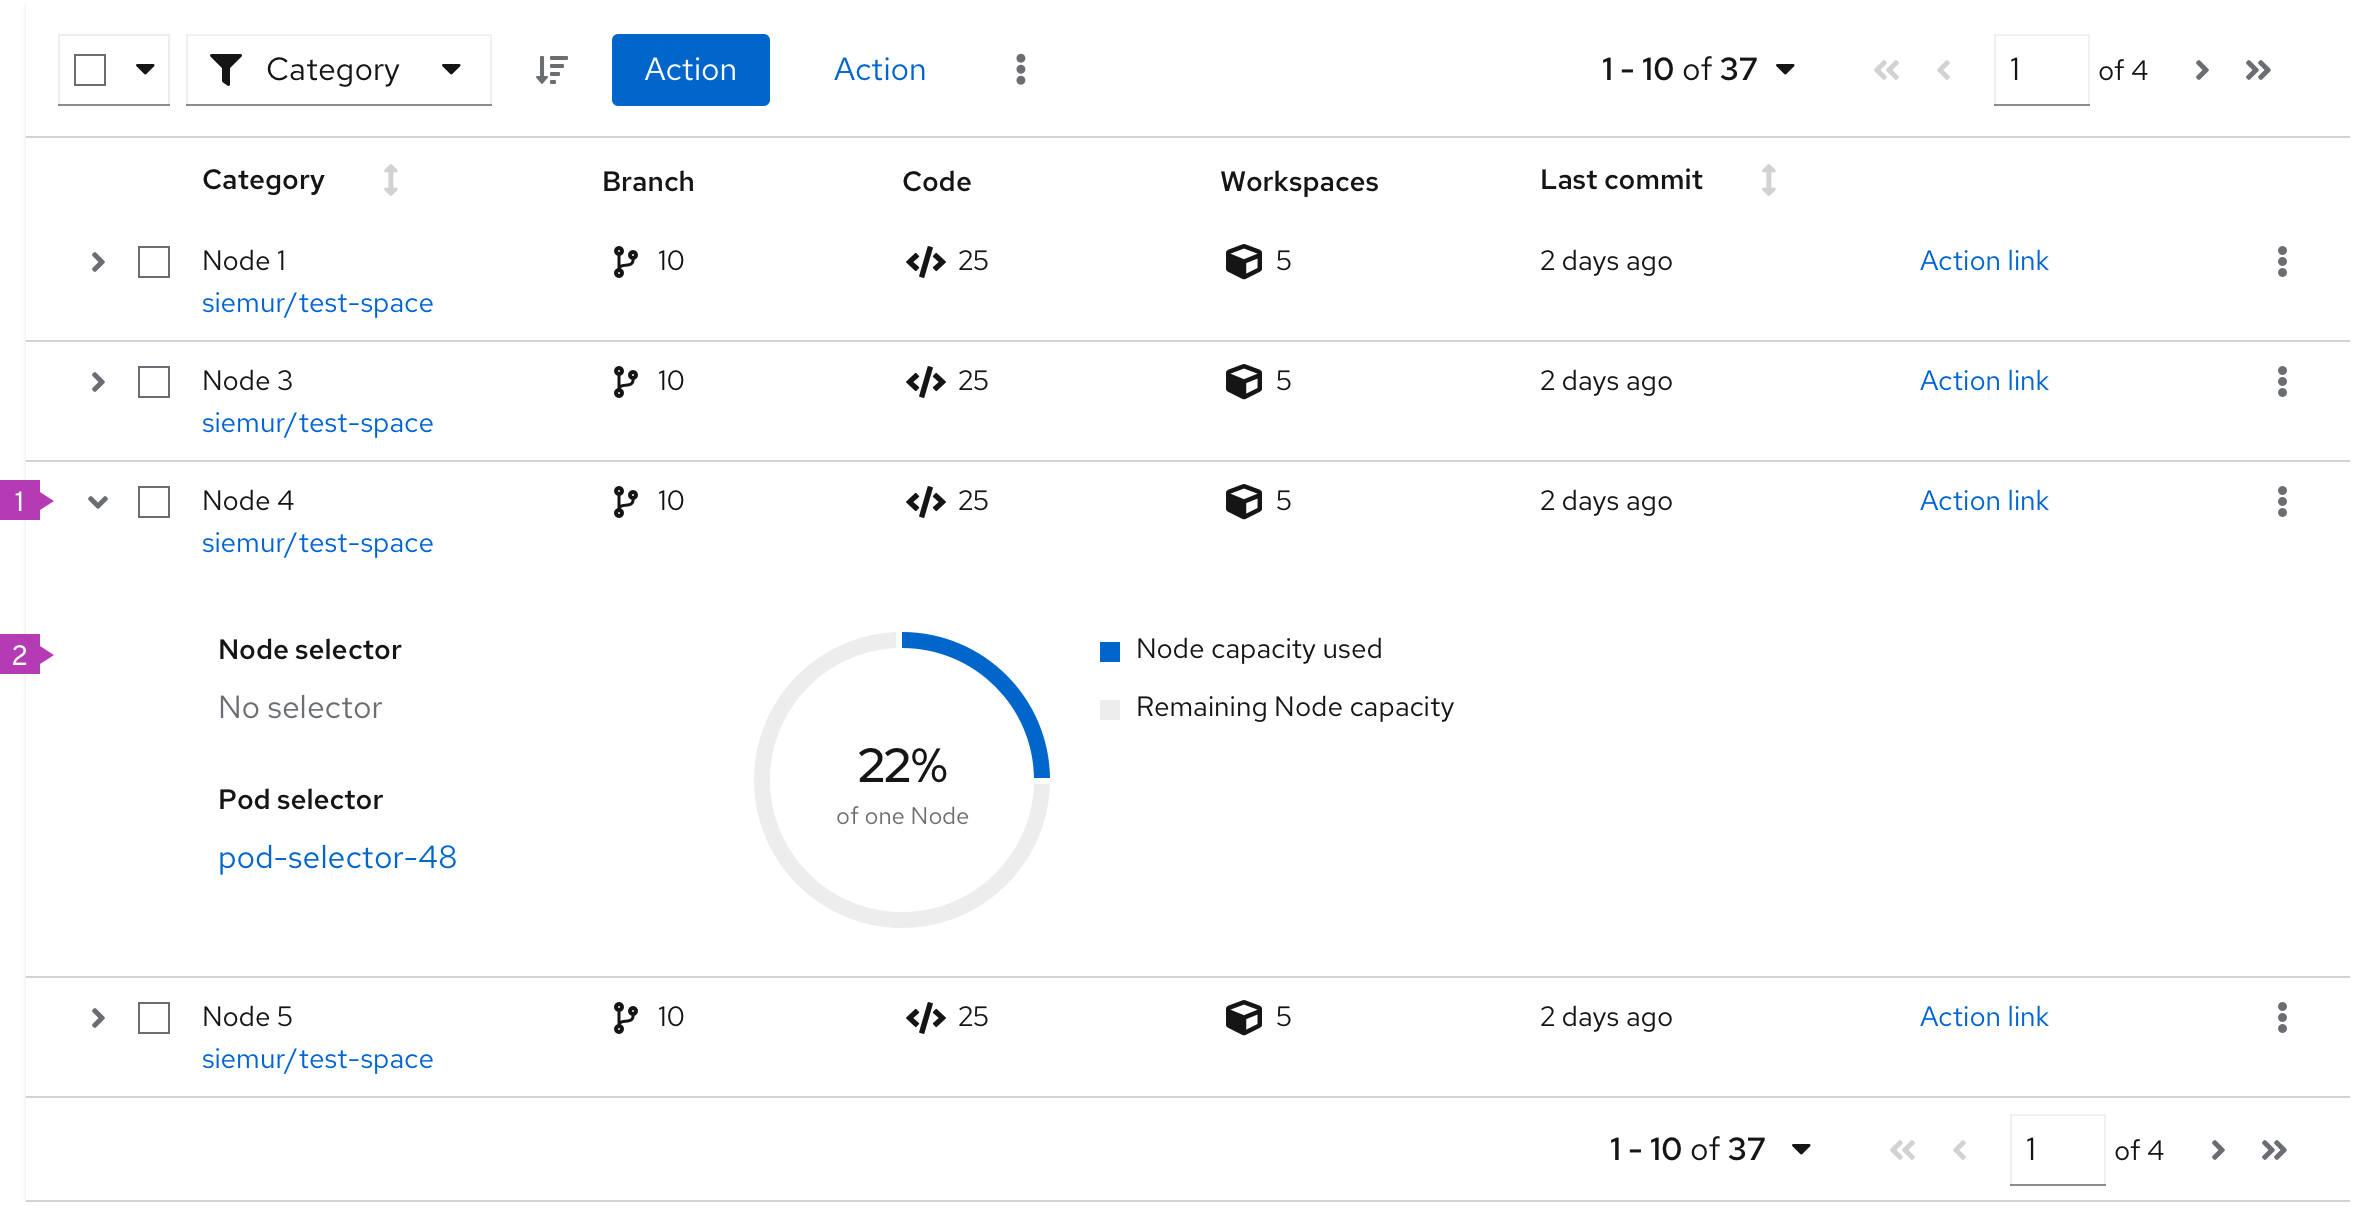 Category Action Action 1 - 10 of 37 1 of 4
Category Branch Code Workspaces Last commit
Node 1 10 25 5 2 days ago Action link
siemur/test-space
Node 3 10 25 5 2 days ago Action link
siemur/test-space
1 Node 4 10 25 5 2 days ago Action link
siemur/test-space
2 Node selector Node capacity used
No selector Remaining Node capacity
22%
Pod selector of one Node
pod-selector-48
Node 5 10 25 5 2 days ago Action link
siemur/test-space
1 - 10 of 37 1 of 4